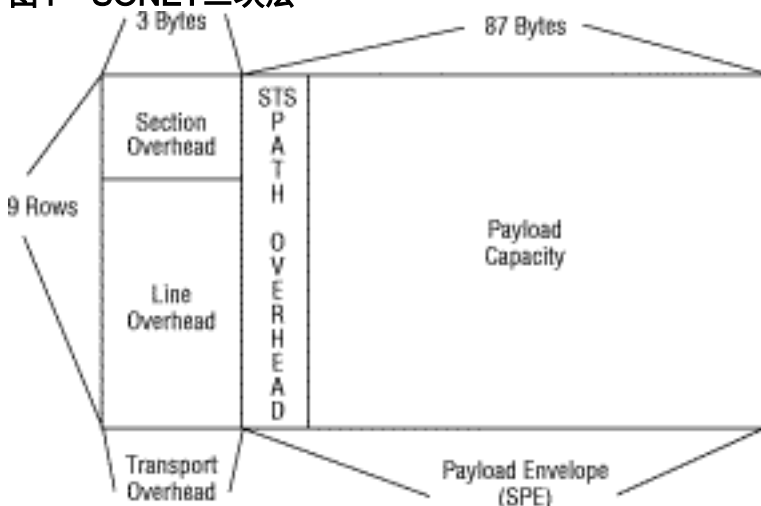 3 Bytes
87 Bytes
STS
PATH
OVERHEAD
Section
Overhead
9 Rows
Payload
Capacity
Line
Overhead
Transport
Overhead
Payload Envelope
(SPE)